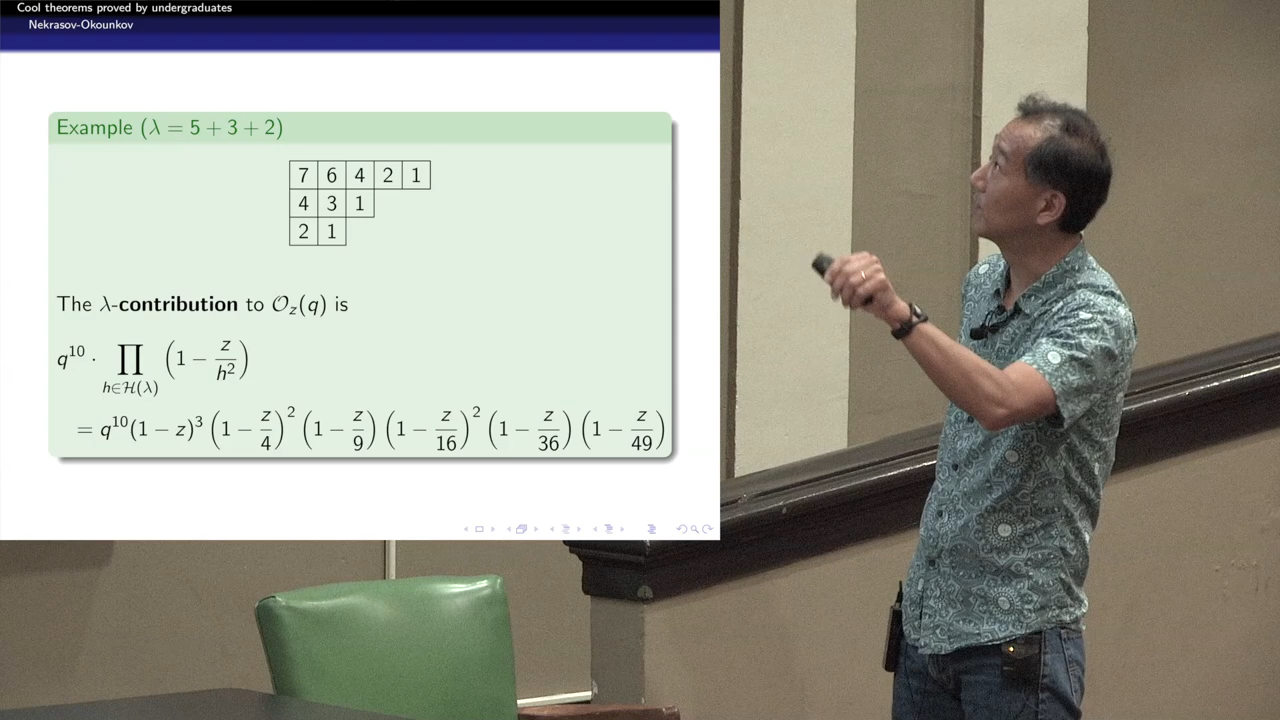 Cool theorems proved by undergraduates
Nekrasov-Okounkov
Example (λ = 5 + 3 + 2)
7 6 4 2 1
4 3 1
2 1
The λ-contribution to 𝒪_z(q) is
q^{10} · ∏_{h∈ℋ(λ)} (1 − z/h^2)
= q^{10}(1 − z)^3 (1 − z/4)^2 (1 − z/9) (1 − z/16)^2 (1 − z/36) (1 − z/49)